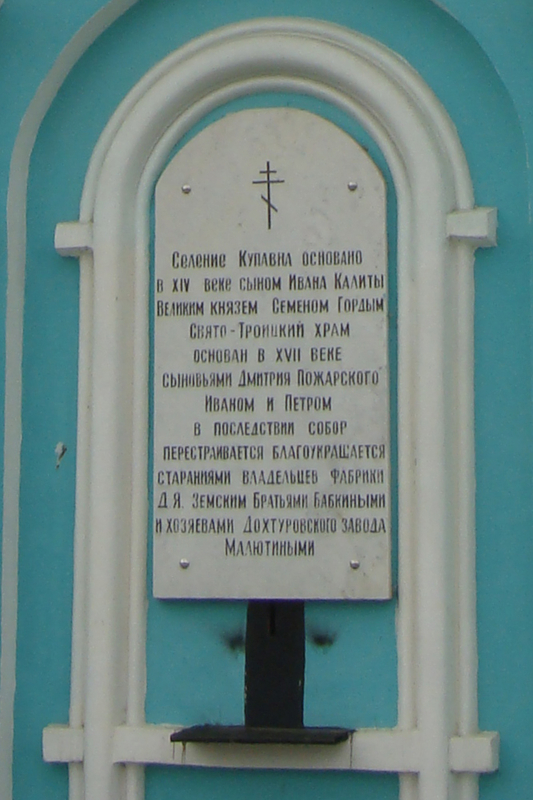 Селение Купавна основано
в XIV веке сыном Ивана Калиты
Великим князем Семеном Гордым
Свято-Троицкий храм
основан в XVII веке
сыновьями Дмитрия Пожарского
Иваном и Петром
в последствии собор
перестраивается благоукрашается
стараниями владельцев фабрики
Д.Я. Земским Братьями Бабкиными
и хозяевами Дохтуровского завода
Малютиными